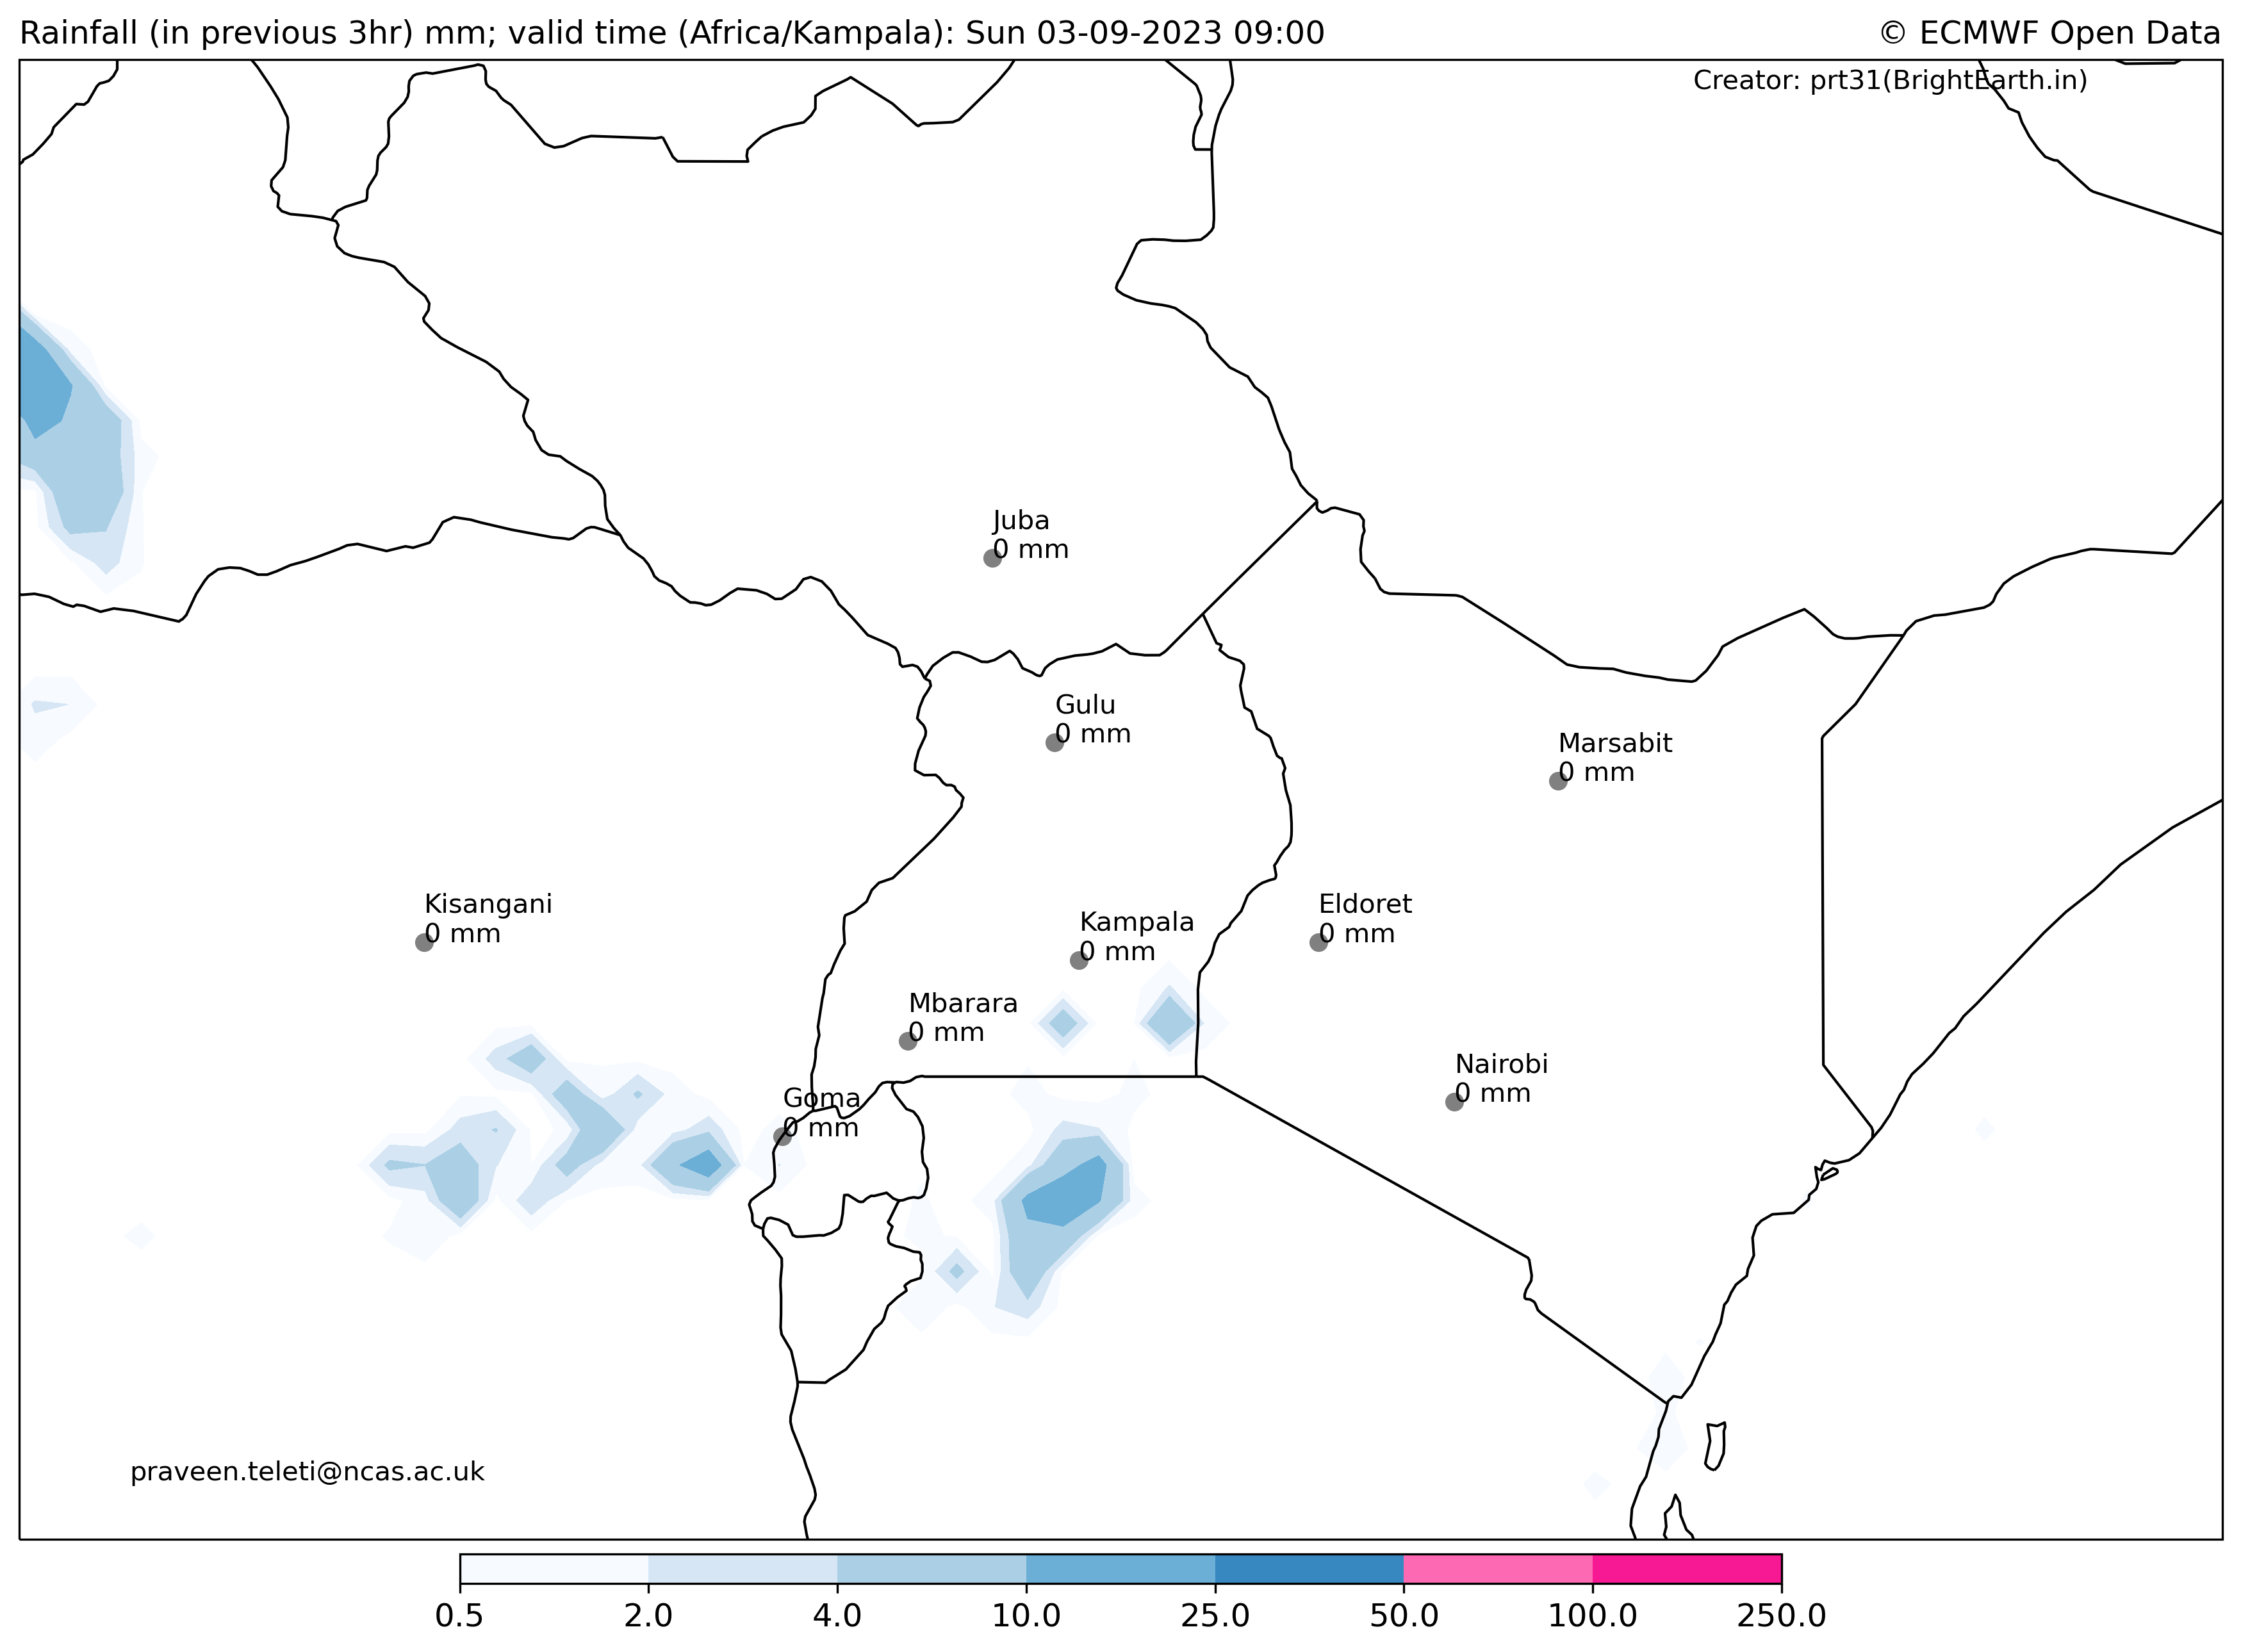 Rainfall (in previous 3hr) mm; valid time (Africa/Kampala): Sun 03-09-2023 09:00
© ECMWF Open Data
Creator: prt31(BrightEarth.in)
Juba
0 mm
Gulu
0 mm
Marsabit
0 mm
Kisangani
0 mm
Kampala
0 mm
Eldoret
0 mm
Mbarara
0 mm
Nairobi
0 mm
Goma
0 mm
praveen.teleti@ncas.ac.uk
0.5 2.0 4.0 10.0 25.0 50.0 100.0 250.0